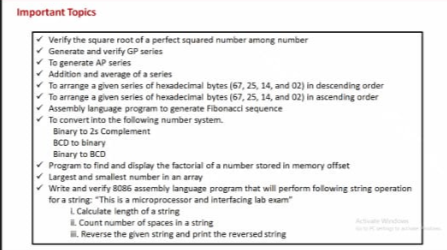 Important Topics
✓ Verify the square root of a perfect squared number among number
✓ Generate and verify GP series
✓ To generate AP series
✓ Addition and average of a series
✓ To arrange a given series of hexadecimal bytes (67, 25, 14, and 02) in descending order
✓ To arrange a given series of hexadecimal bytes (67, 25, 14, and 02) in ascending order
✓ Assembly language program to generate Fibonacci sequence
✓ To convert into the following number system.
Binary to 2s Complement
BCD to binary
Binary to BCD
✓ Program to find and display the factorial of a number stored in memory offset
✓ Largest and smallest number in an array
✓ Write and verify 8086 assembly language program that will perform following string operation
for a string: "This is a microprocessor and interfacing lab exam"
i. Calculate length of a string
ii. Count number of spaces in a string
iii. Reverse the given string and print the reversed string
Activate Windows